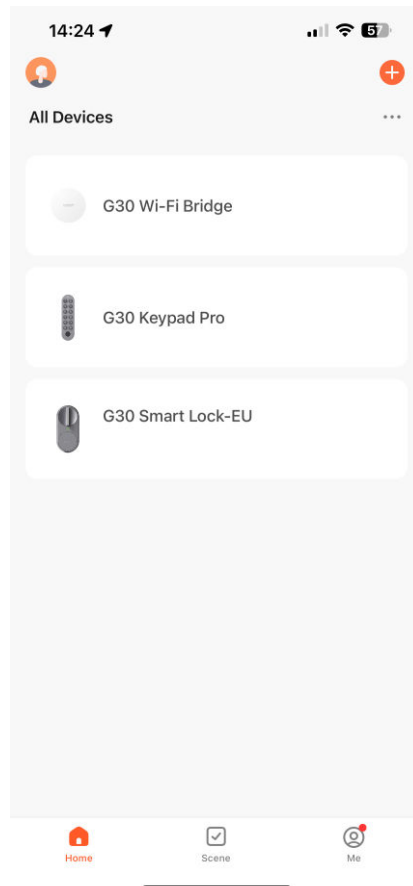 14:24
57
All Devices
G30 Wi-Fi Bridge
G30 Keypad Pro
G30 Smart Lock-EU
Home
Scene
Me